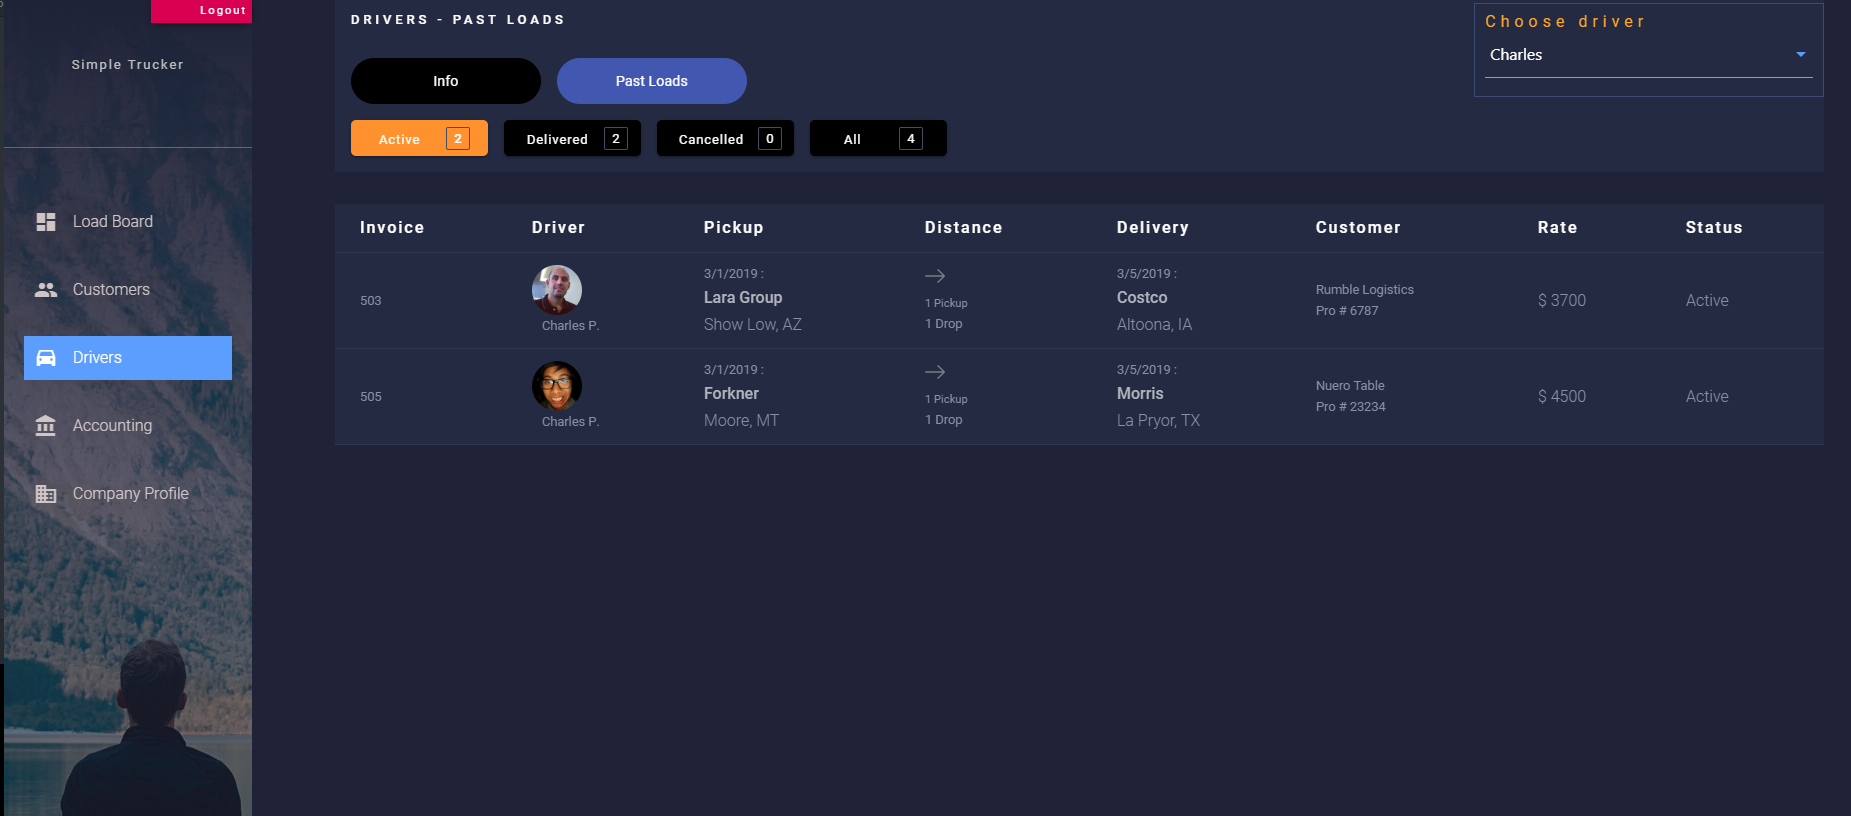 Logout
Simple Trucker
Load Board
Customers
Drivers
Accounting
Company Profile
DRIVERS - PAST LOADS
Choose driver
Charles
Info Past Loads
Active 2 Delivered 2 Cancelled 0 All 4
Invoice Driver Pickup Distance Delivery Customer Rate Status
503
Charles P.
3/1/2019 :
Lara Group
Show Low, AZ
1 Pickup
1 Drop
3/5/2019 :
Costco
Altoona, IA
Rumble Logistics
Pro # 6787
$ 3700
Active
505
Charles P.
3/1/2019 :
Forkner
Moore, MT
1 Pickup
1 Drop
3/5/2019 :
Morris
La Pryor, TX
Nuero Table
Pro # 23234
$ 4500
Active